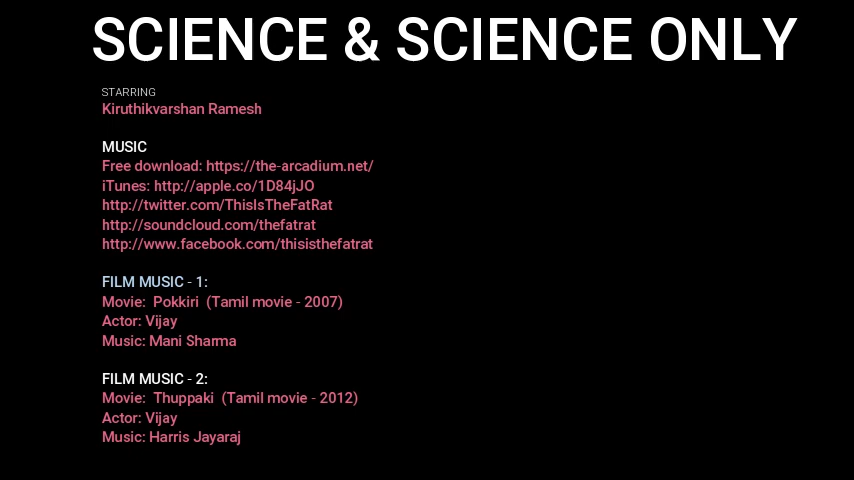 SCIENCE & SCIENCE ONLY
STARRING
Kiruthikvarshan Ramesh
MUSIC
Free download: https://the-arcadium.net/
iTunes: http://apple.co/1D84jJO
http://twitter.com/ThisIsTheFatRat
http://soundcloud.com/thefatrat
http://www.facebook.com/thisisthefatrat
FILM MUSIC - 1:
Movie:  Pokkiri  (Tamil movie - 2007)
Actor: Vijay
Music: Mani Sharma
FILM MUSIC - 2:
Movie:  Thuppaki  (Tamil movie - 2012)
Actor: Vijay
Music: Harris Jayaraj